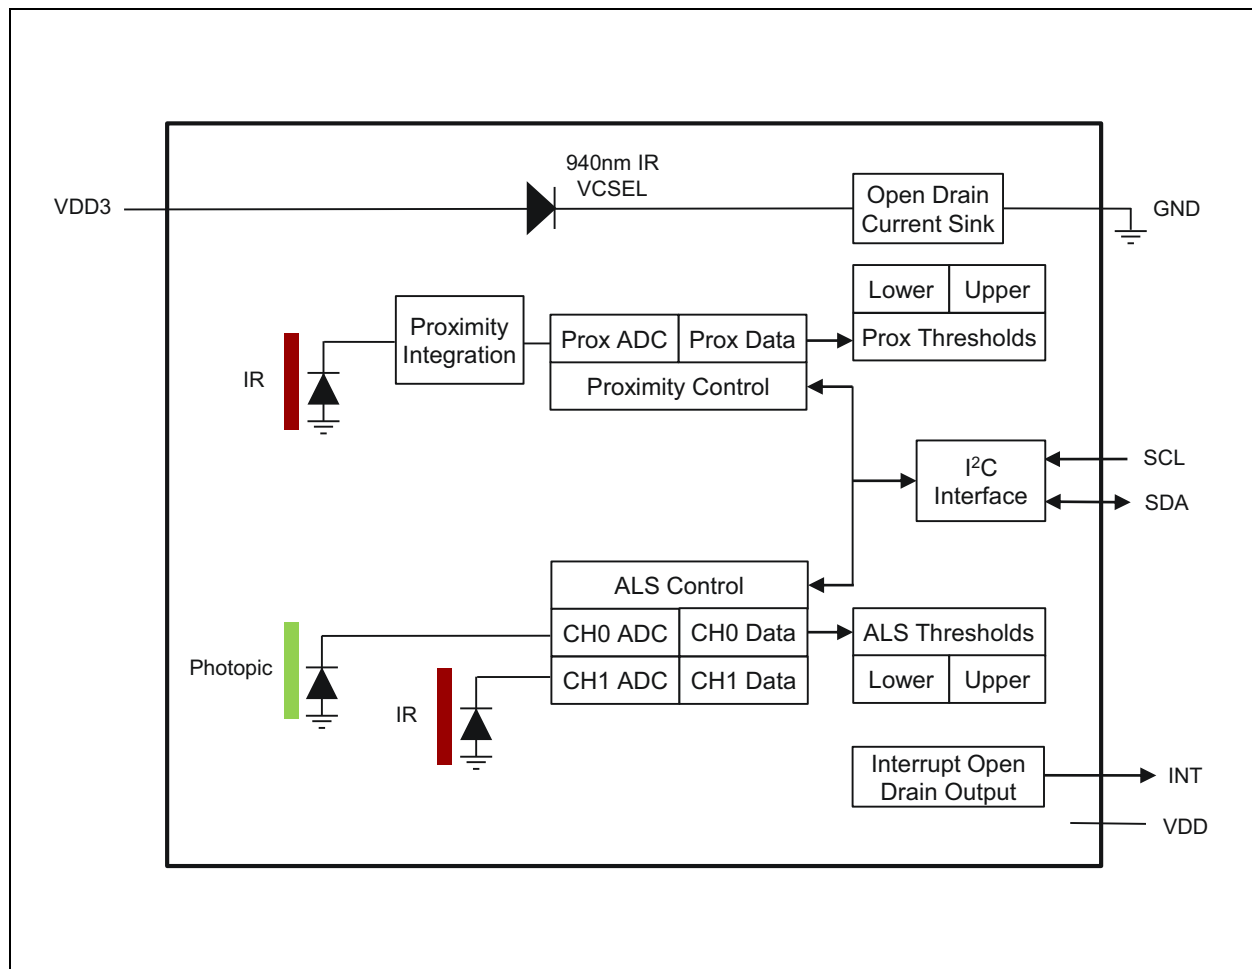 940nm IR
VCSEL
VDD3
Open Drain
Current Sink
GND
Lower Upper
Prox Thresholds
Proximity
Integration
Prox ADC Prox Data
Proximity Control
IR
I²C
Interface
SCL
SDA
ALS Control
CH0 ADC CH0 Data
CH1 ADC CH1 Data
ALS Thresholds
Lower Upper
Photopic
IR
Interrupt Open
Drain Output
INT
VDD